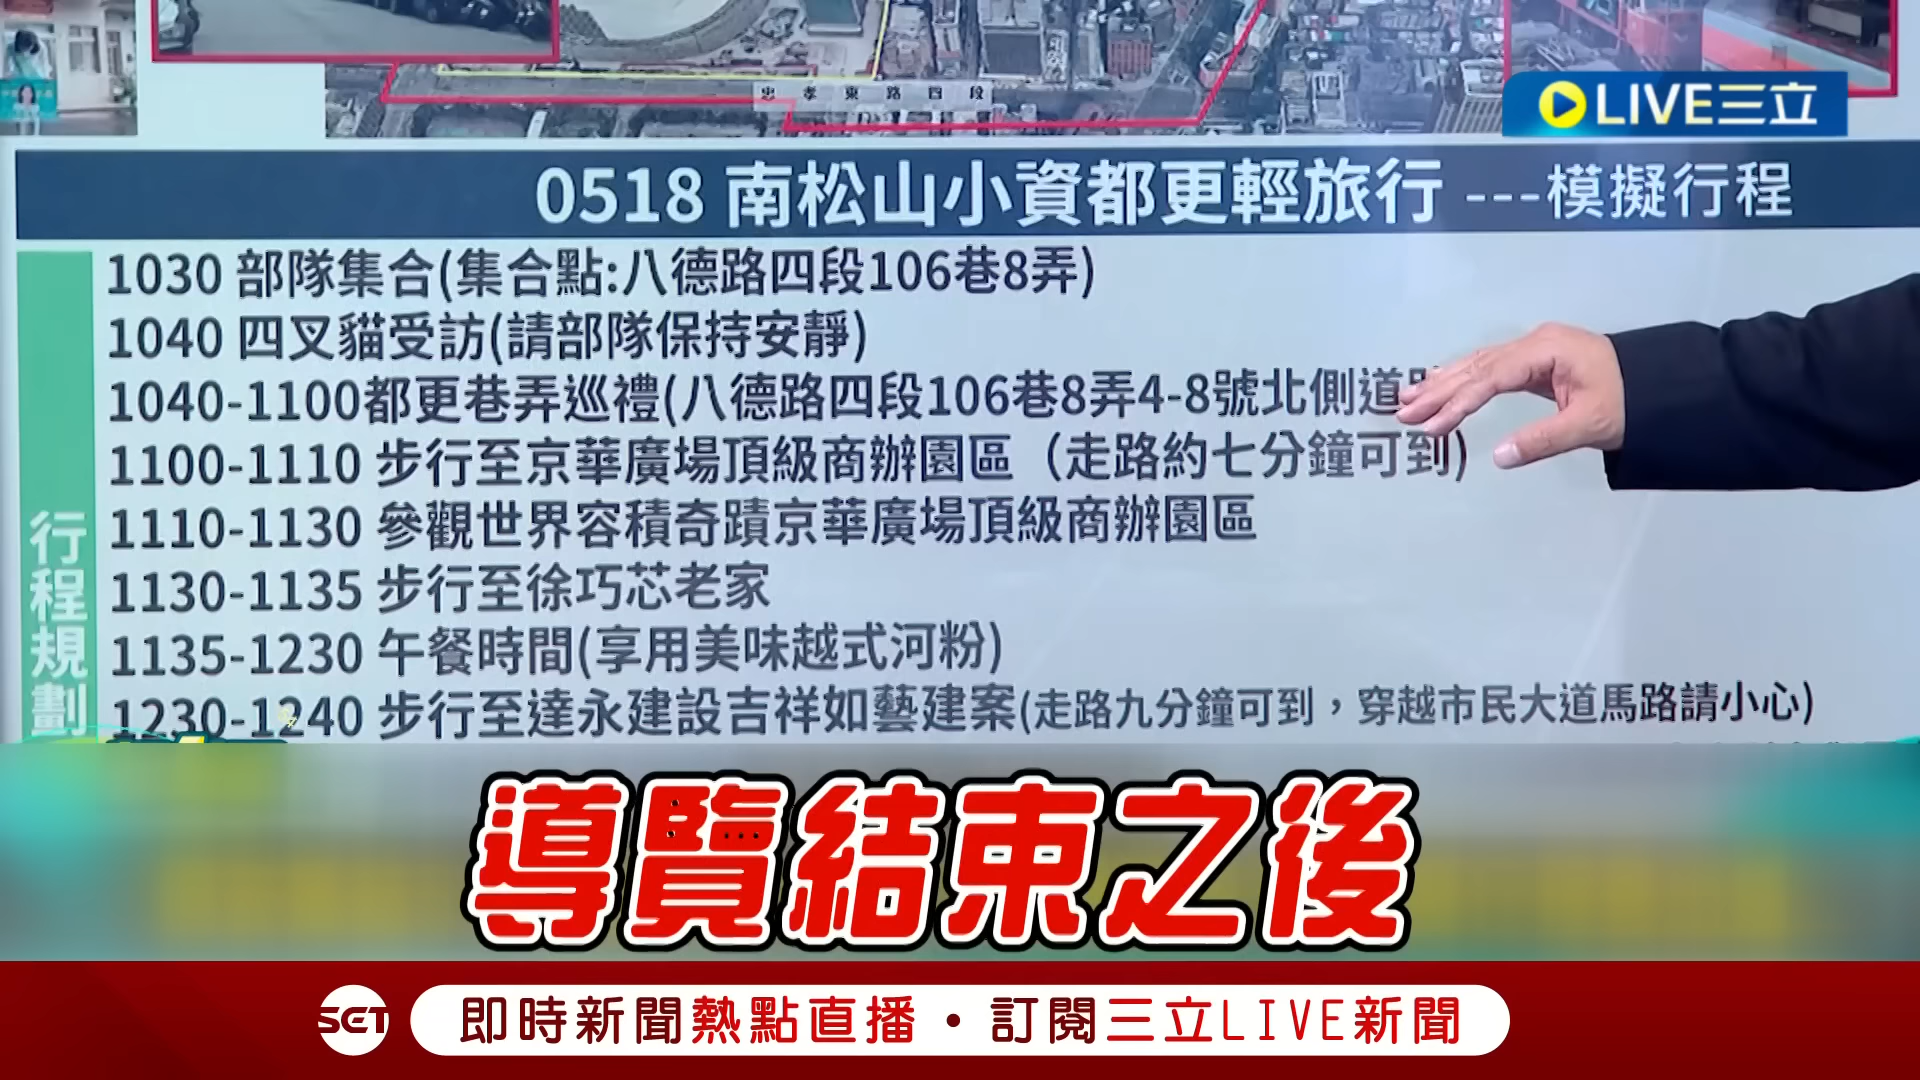 忠孝東路四段
LIVE三立
0518 南松山小資都更輕旅行 ---模擬行程
行程規劃
1030 部隊集合(集合點:八德路四段106巷8弄)
1040 四叉貓受訪(請部隊保持安靜)
1040-1100都更巷弄巡禮(八德路四段106巷8弄4-8號北側道
1100-1110 步行至京華廣場頂級商辦園區（走路約七分鐘可到)
1110-1130 參觀世界容積奇蹟京華廣場頂級商辦園區
1130-1135 步行至徐巧芯老家
1135-1230 午餐時間(享用美味越式河粉)
1230-1240 步行至達永建設吉祥如藝建案(走路九分鐘可到，穿越市民大道馬路請小心)
導覽結束之後
SET 即時新聞熱點直播・訂閱三立LIVE新聞